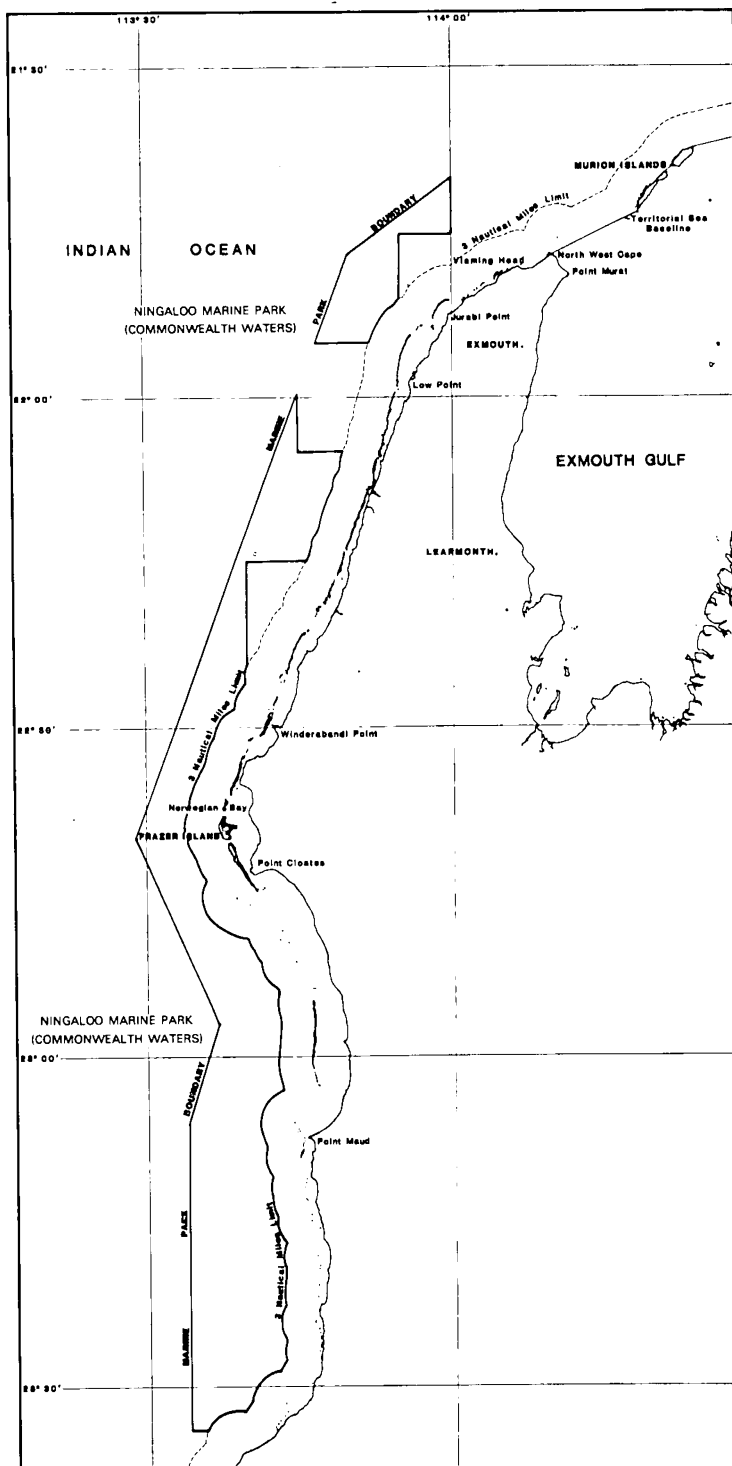 113° 30'
114° 00'
21° 30'
MURION ISLANDS
BOUNDARY
3 Nautical Miles Limit
Territorial Sea
Baseline
INDIAN OCEAN
Vlaming Head
North West Cape
Point Murat
NINGALOO MARINE PARK
(COMMONWEALTH WATERS)
PARK
Jurabi Point
EXMOUTH.
Low Point
22° 00'
MARINE
EXMOUTH GULF
LEARMONTH.
3 Nautical Miles Limit
22° 30'
Winderabandi Point
Norwegian Bay
FRAZER ISLAND
Point Cloates
NINGALOO MARINE PARK
(COMMONWEALTH WATERS)
23° 00'
BOUNDARY
Point Maud
PARK
3 Nautical Miles Limit
MARINE
23° 30'